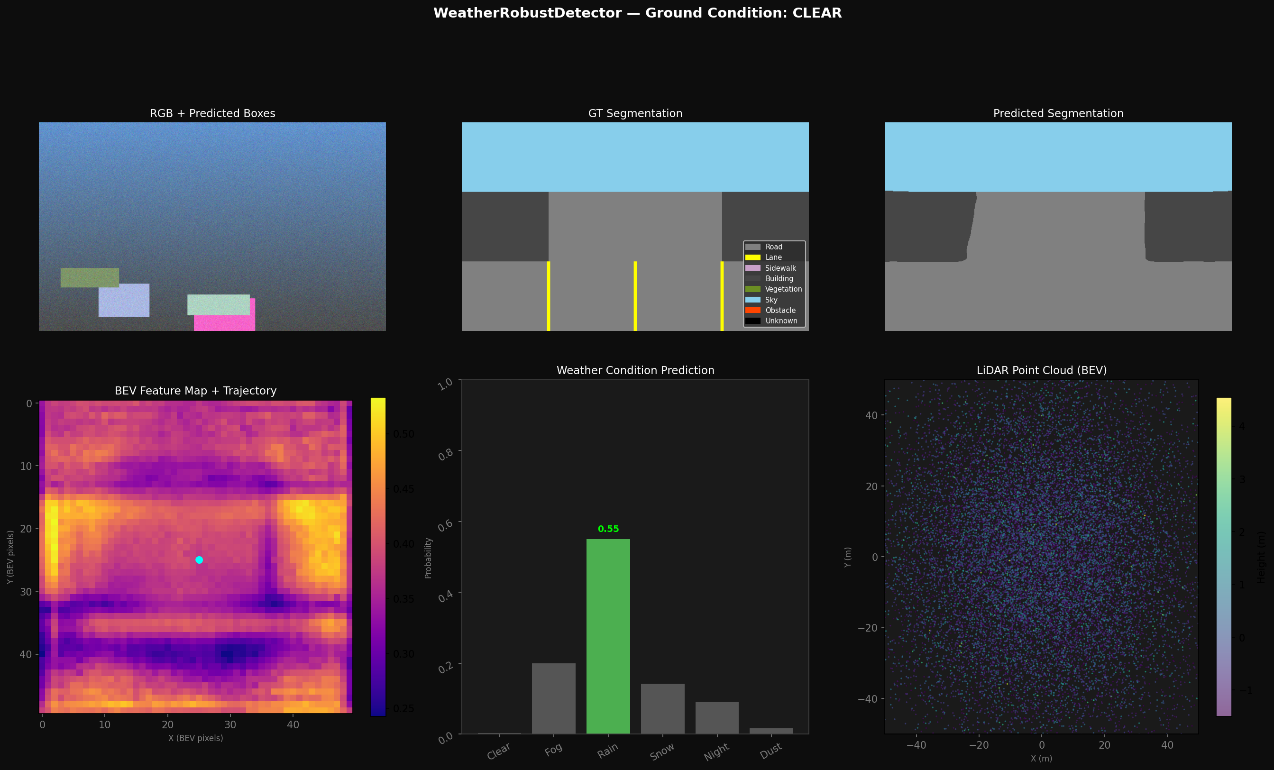 WeatherRobustDetector — Ground Condition: CLEAR
RGB + Predicted Boxes
GT Segmentation
Road
Lane
Sidewalk
Building
Vegetation
Sky
Obstacle
Unknown
Predicted Segmentation
BEV Feature Map + Trajectory
Y (BEV pixels)
0
10
20
30
40
0 10 20 30 40
X (BEV pixels)
0.50
0.45
0.40
0.35
0.30
0.25
Weather Condition Prediction
Probability
1.0
0.8
0.6
0.4
0.2
0.0
0.55
Clear Fog Rain Snow Night Dust
LiDAR Point Cloud (BEV)
Y (m)
40
20
0
−20
−40
−40 −20 0 20 40
X (m)
4
3
2
1
0
−1
Height (m)